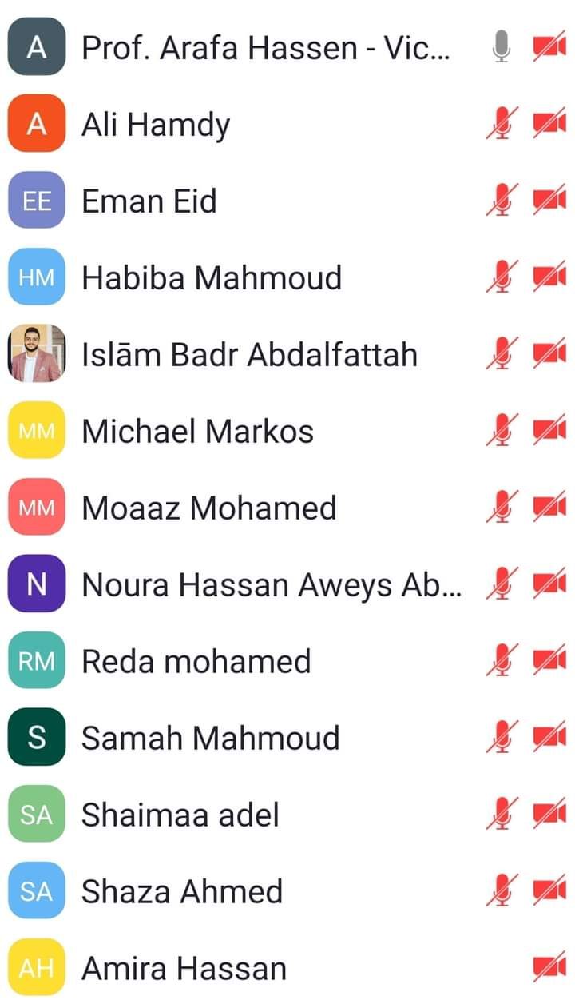 A Prof. Arafa Hassen - Vic...
A Ali Hamdy
EE Eman Eid
HM Habiba Mahmoud
Islām Badr Abdalfattah
MM Michael Markos
MM Moaaz Mohamed
N Noura Hassan Aweys Ab...
RM Reda mohamed
S Samah Mahmoud
SA Shaimaa adel
SA Shaza Ahmed
AH Amira Hassan